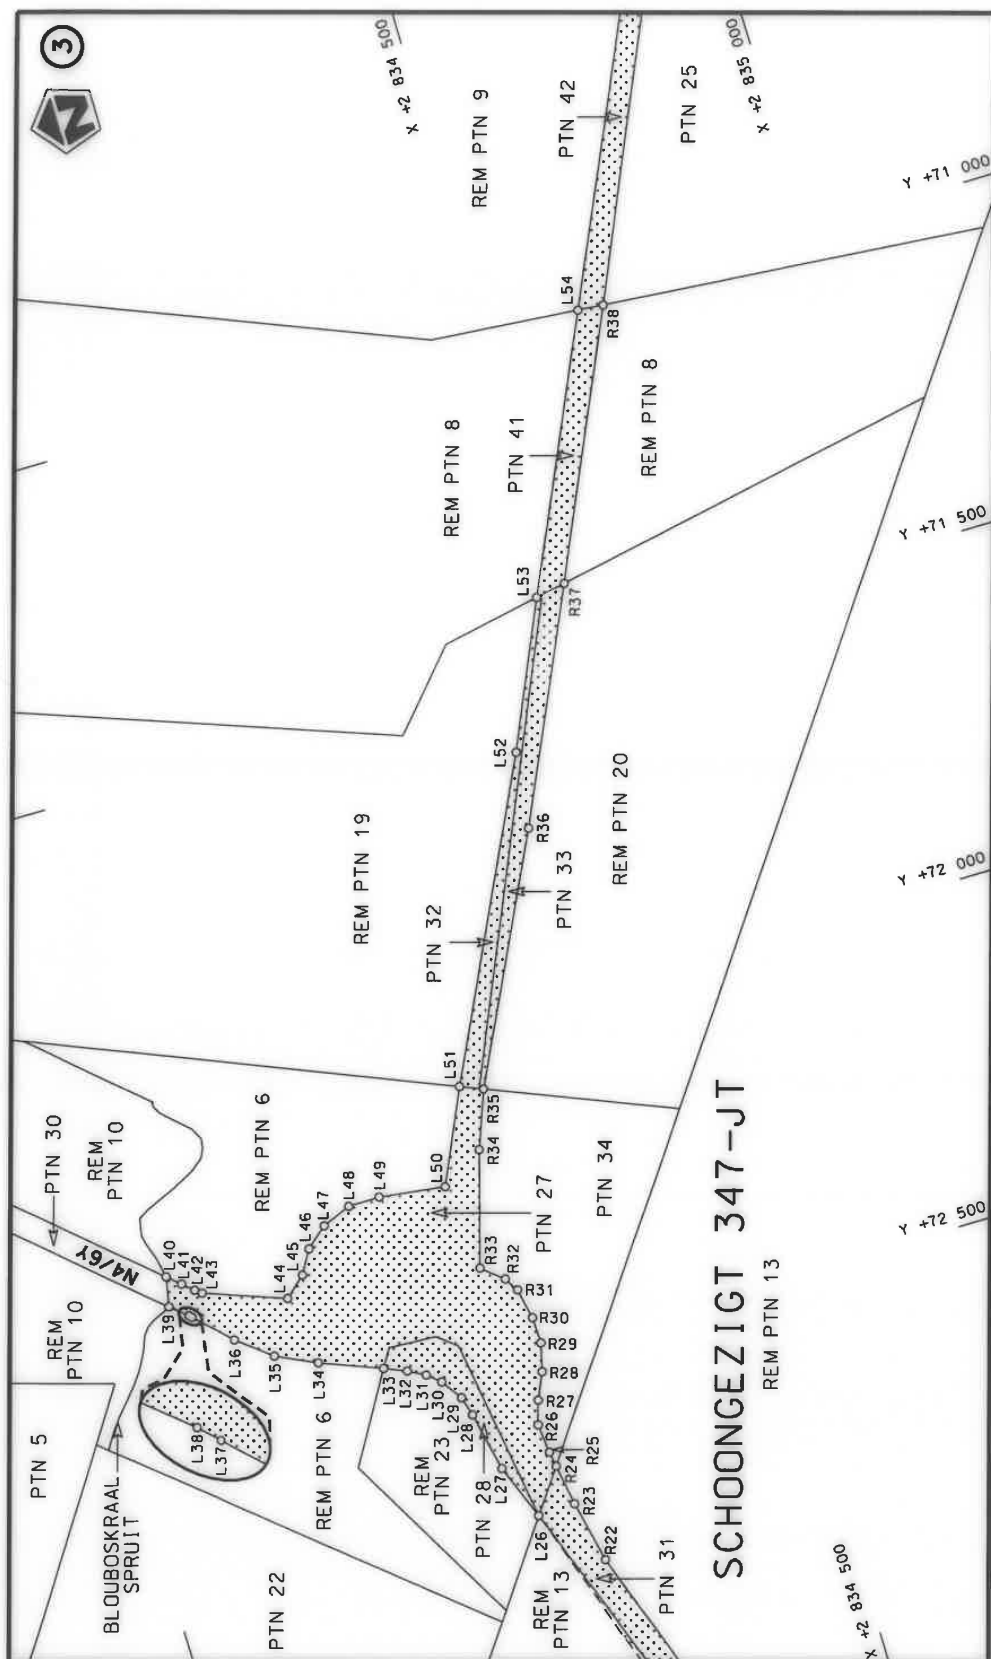 3
N
X +2 834 500
X +2 835 000
Y +71 000
Y +71 500
Y +72 000
Y +72 500
X +2 834 500
REM PTN 9
PTN 42
PTN 25
L54
R38
REM PTN 8
PTN 41
REM PTN 8
L53
R37
L52
R36
REM PTN 19
PTN 32
PTN 33
REM PTN 20
L51
R35
R34
PTN 30
REM
PTN 10
REM PTN 6
N4/6Y
L40
L41
L42
L43
L44
L45
L46
L47
L48
L49
L50
PTN 27
PTN 34
R33
R32
R31
R30
R29
R28
R27
R26
R25
R24
R23
R22
REM
PTN 10
L39
L36
L35
L34
L33
L32
L31
L30
L29
L28
L27
L26
L38
L37
PTN 5
BLOUBOSKRAAL
SPRUIT
REM PTN 6
REM
PTN 23
PTN 28
PTN 22
REM
PTN 13
PTN 31
SCHOONGEZIGT 347-JT
REM PTN 13